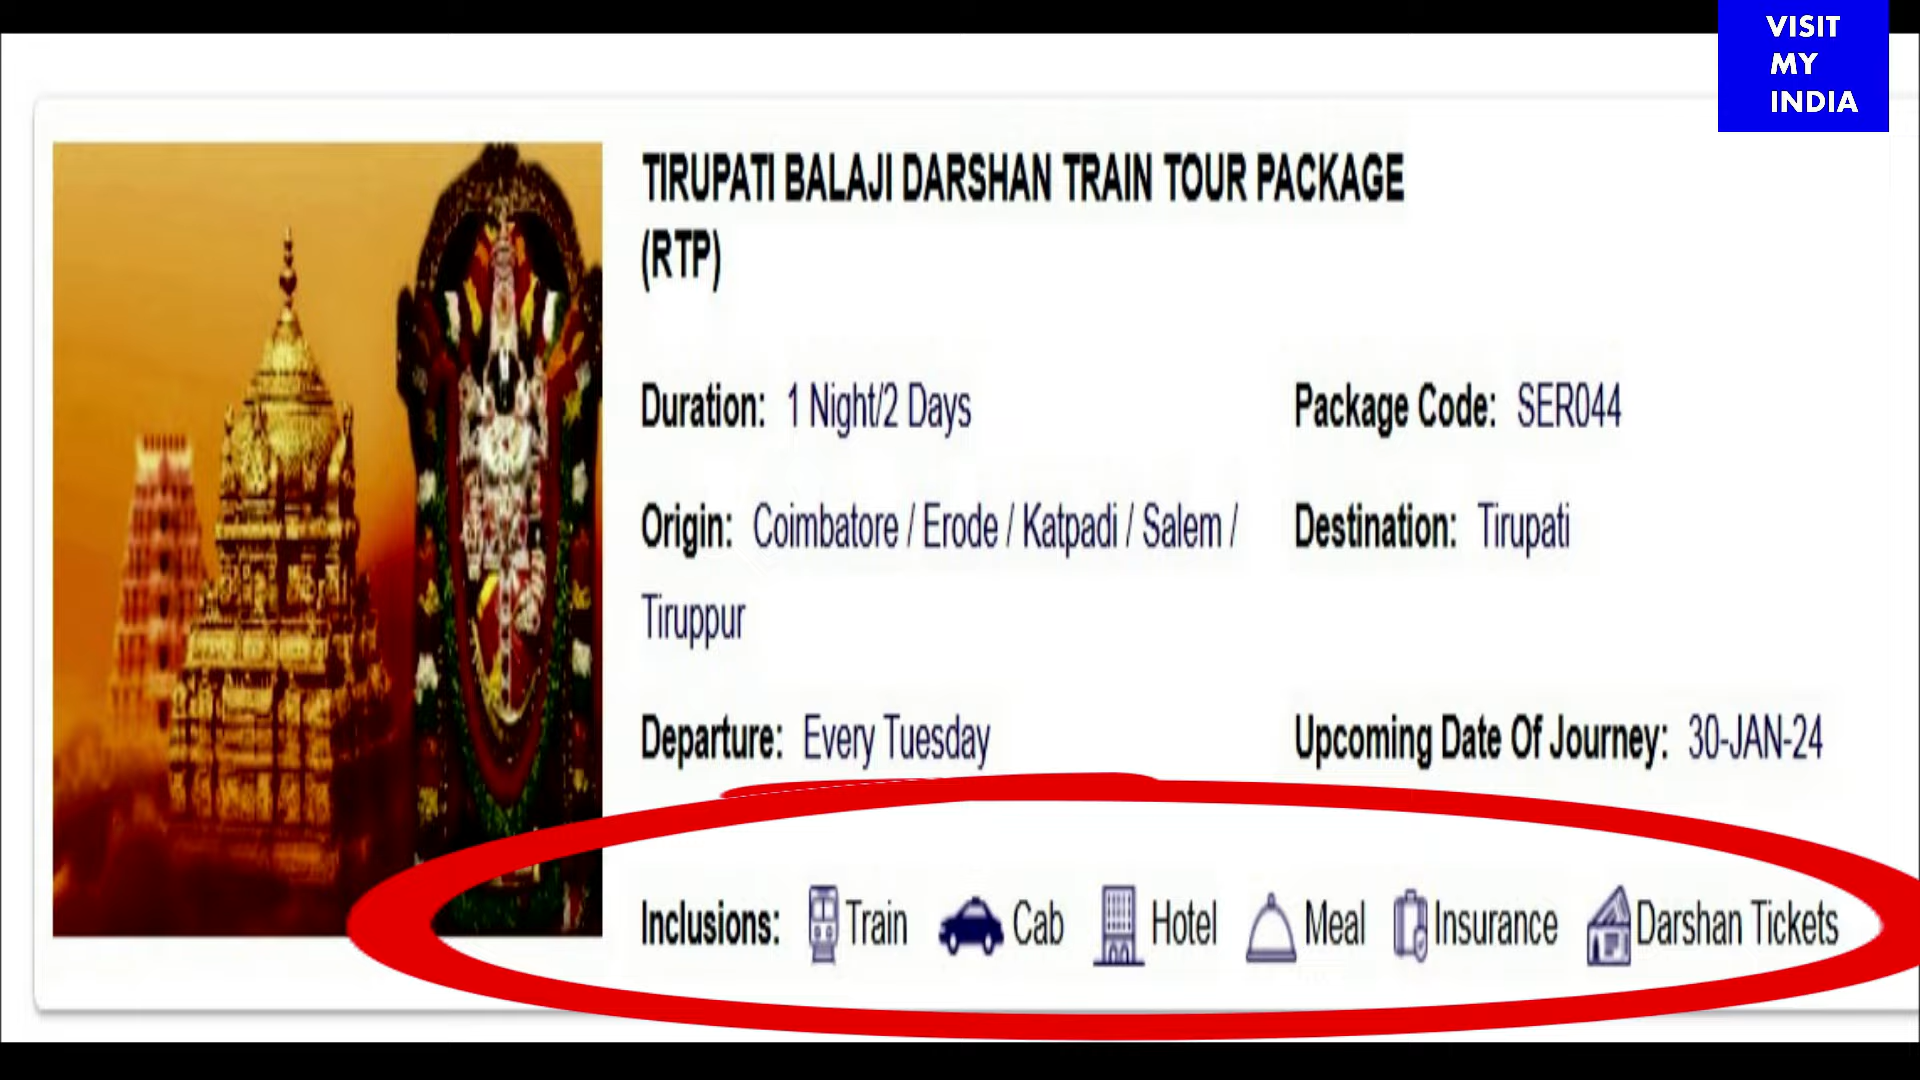 VISIT
MY
INDIA
TIRUPATI BALAJI DARSHAN TRAIN TOUR PACKAGE
(RTP)
Duration: 1 Night/2 Days
Package Code: SER044
Origin: Coimbatore / Erode / Katpadi / Salem /
Tiruppur
Destination: Tirupati
Departure: Every Tuesday
Upcoming Date Of Journey: 30-JAN-24
Inclusions: Train Cab Hotel Meal Insurance Darshan Tickets